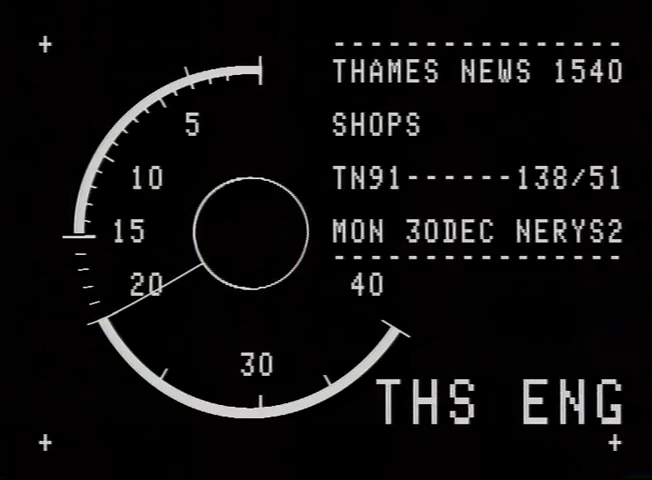 THAMES NEWS 1540
SHOPS
TN91------138/51
MON 30DEC NERYS2
5
10
15
20
30
40
THS ENG